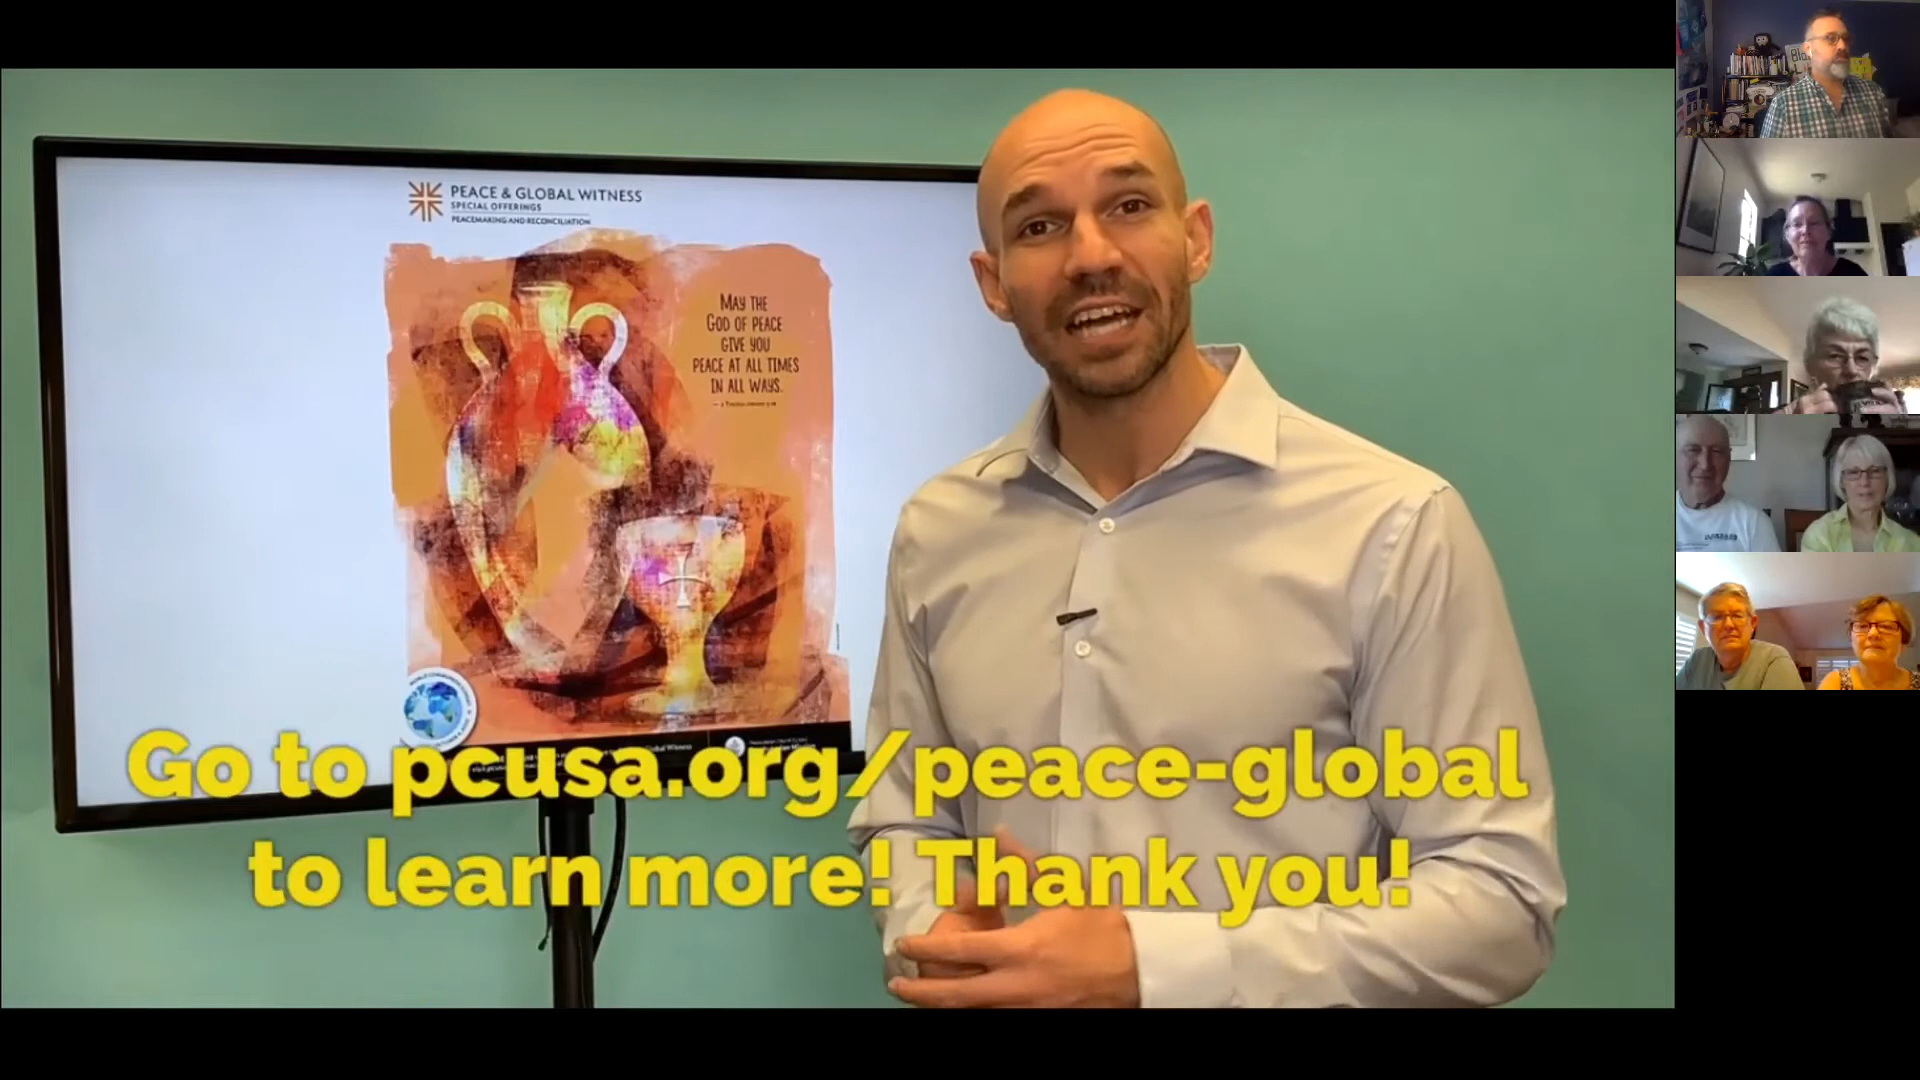 PEACE & GLOBAL WITNESS
SPECIAL OFFERINGS
PEACEMAKING AND RECONCILIATION
MAY THE
GOD OF PEACE
GIVE YOU
PEACE AT ALL TIMES
IN ALL WAYS.
Go to pcusa.org/peace-global
to learn more! Thank you!